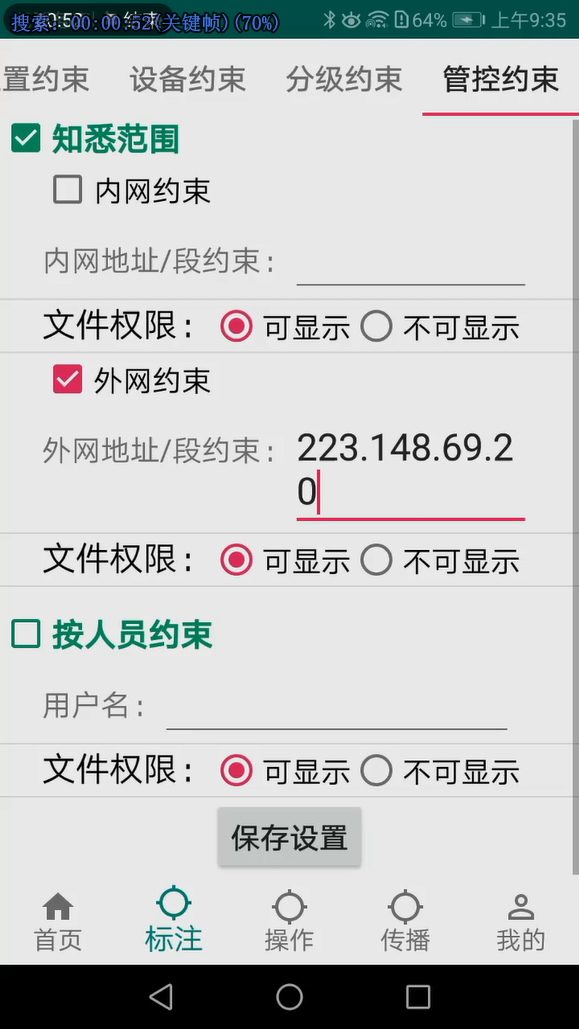 搜索: 00:00:52(关键帧)(70%)
64% 上午9:35
置约束 设备约束 分级约束 管控约束
知悉范围
内网约束
内网地址/段约束:
文件权限: 可显示 不可显示
外网约束
外网地址/段约束: 223.148.69.2
0
文件权限: 可显示 不可显示
按人员约束
用户名:
文件权限: 可显示 不可显示
保存设置
首页 标注 操作 传播 我的